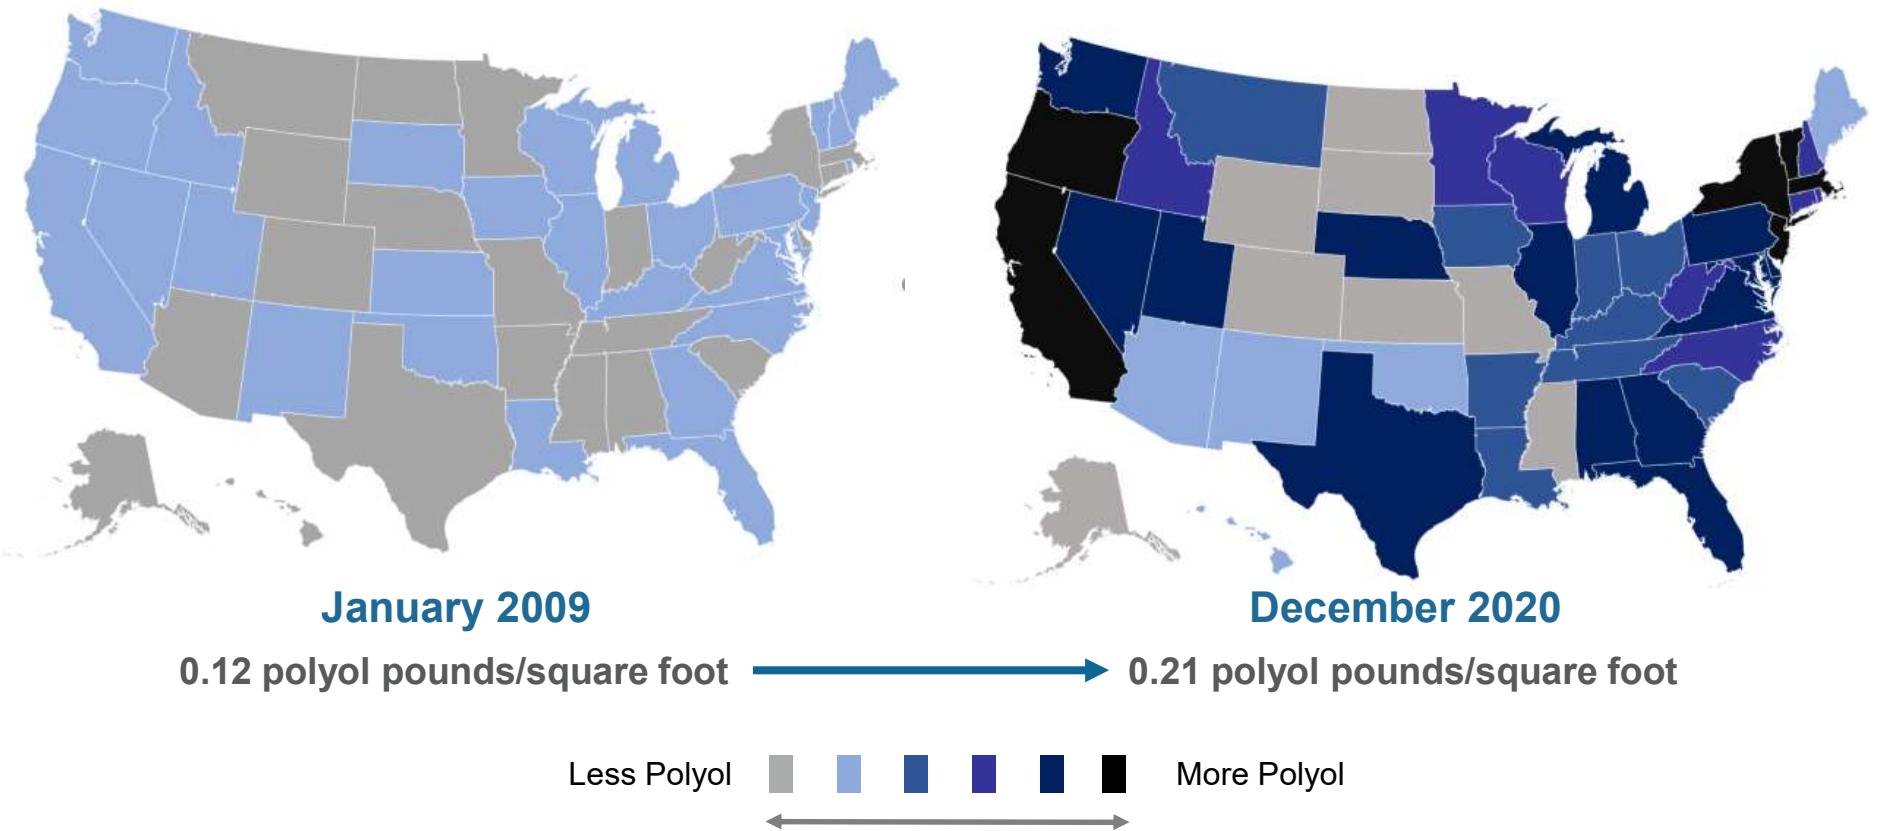 January 2009
December 2020
0.12 polyol pounds/square foot
0.21 polyol pounds/square foot
Less Polyol
More Polyol